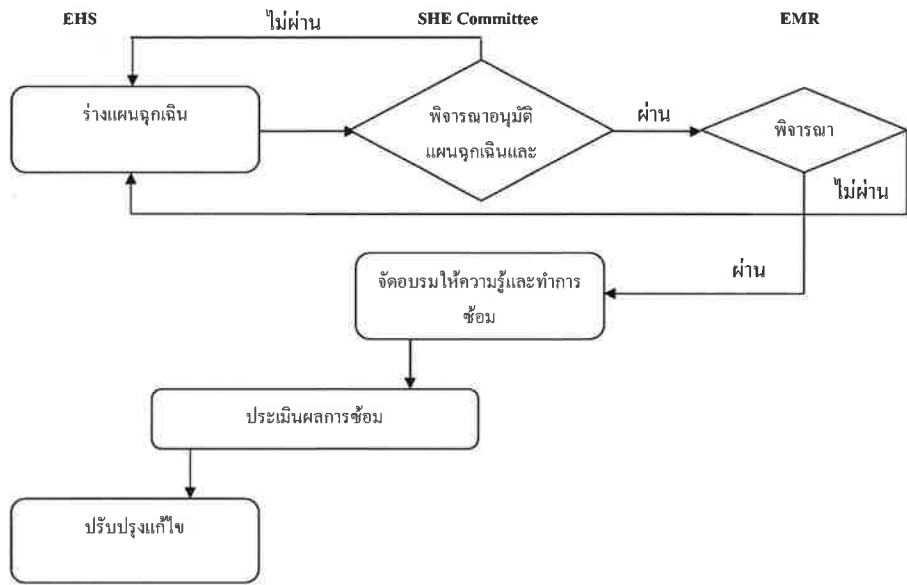 EHS
SHE Committee
EMR
ไม่ผ่าน
ร่างแผนฉุกเฉิน
พิจารณาอนุมัติ
แผนฉุกเฉินและ
ผ่าน
พิจารณา
ไม่ผ่าน
ผ่าน
จัดอบรมให้ความรู้และทำการ
ซ้อม
ประเมินผลการซ้อม
ปรับปรุงแก้ไข